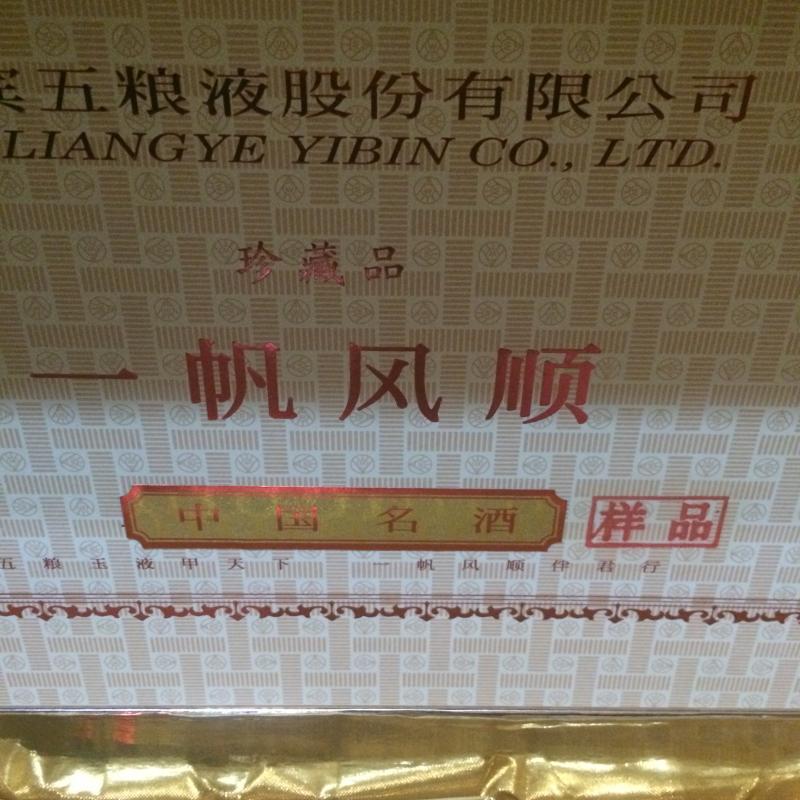 五粮液股份有限公司
LIANGYE YIBIN CO., LTD.
珍藏品
一帆风顺
中国名酒
样品
五粮玉液甲天下 一帆风顺伴君行